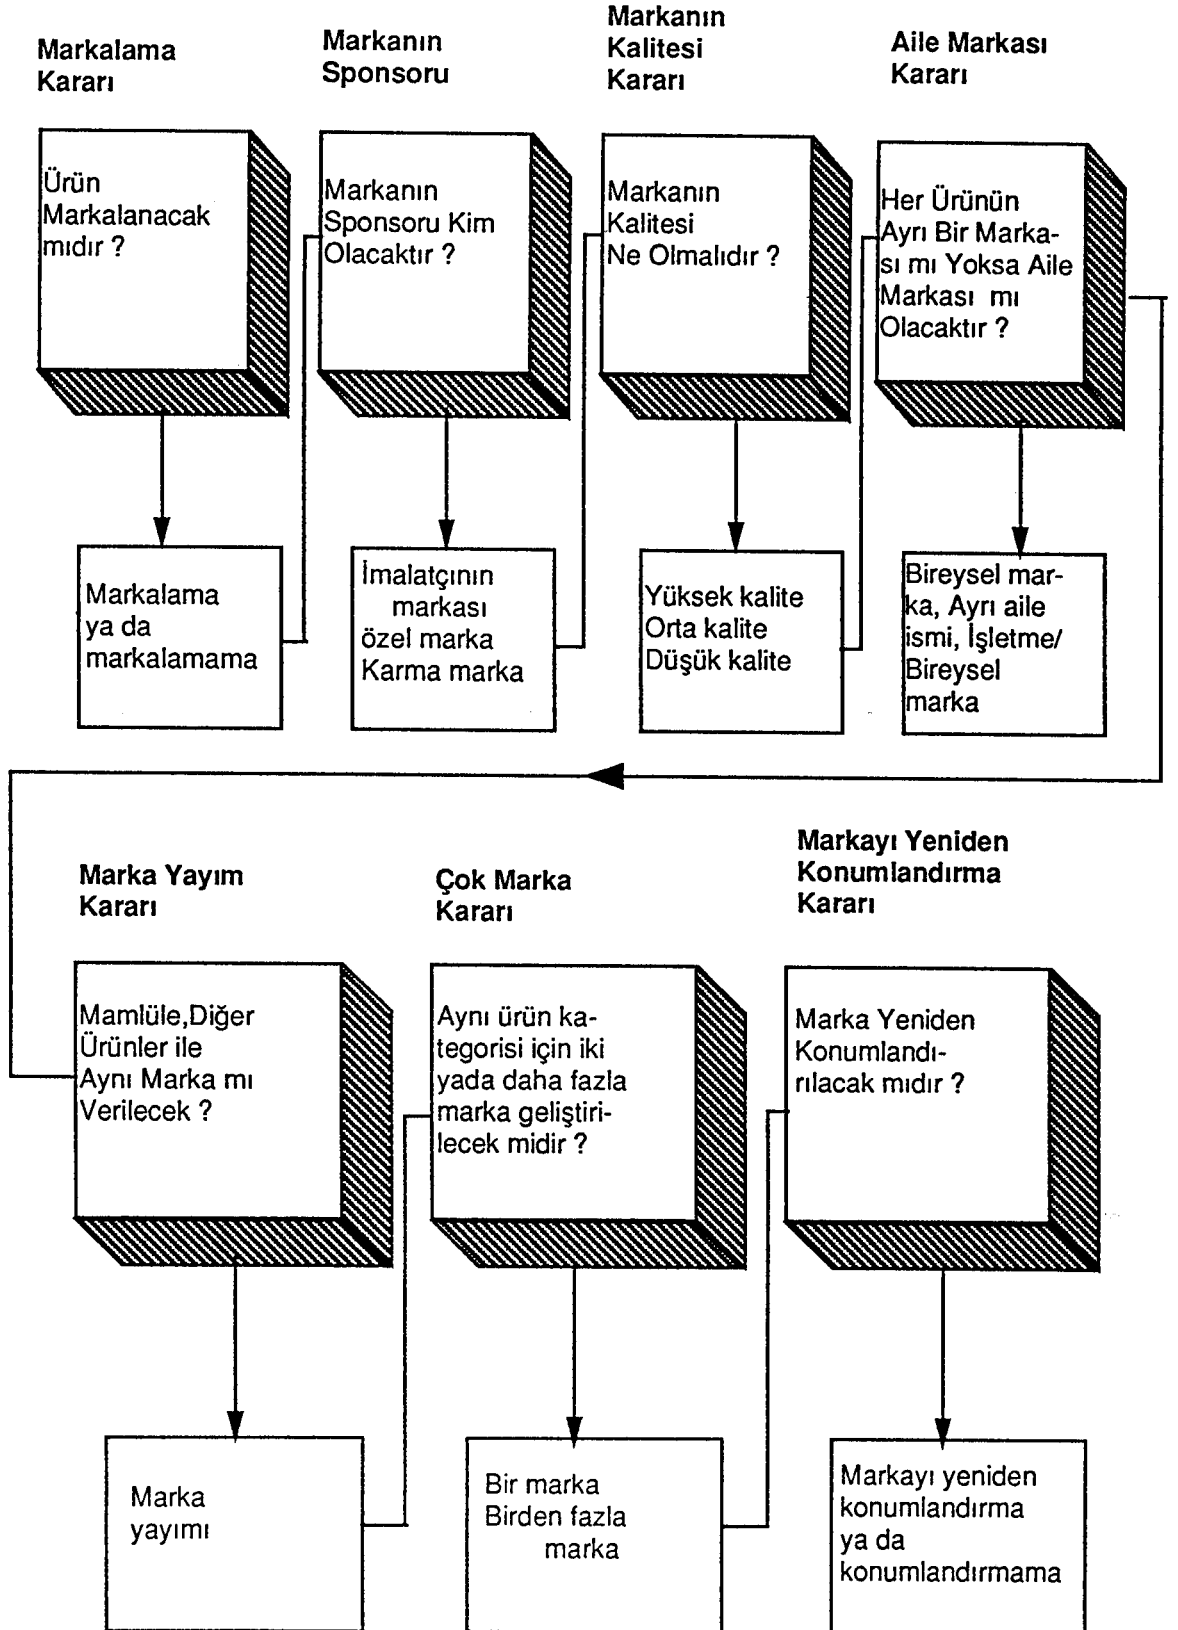 Markalama
Kararı
Markanın
Sponsoru
Markanın
Kalitesi
Kararı
Aile Markası
Kararı
Ürün
Markalanacak
mıdır ?
Markanın
Sponsoru Kim
Olacaktır ?
Markanın
Kalitesi
Ne Olmalıdır ?
Her Ürünün
Ayrı Bir Marka-
sı mı Yoksa Aile
Markası mı
Olacaktır ?
Markalama
ya da
markalamama
İmalatçının
markası
özel marka
Karma marka
Yüksek kalite
Orta kalite
Düşük kalite
Bireysel mar-
ka, Ayrı aile
ismi, İşletme/
Bireysel
marka
Marka Yayım
Kararı
Çok Marka
Kararı
Markayı Yeniden
Konumlandırma
Kararı
Mamlüle,Diğer
Ürünler ile
Aynı Marka mı
Verilecek ?
Aynı ürün ka-
tegorisi için iki
yada daha fazla
marka geliştiri-
lecek midir ?
Marka Yeniden
Konumlandı-
rılacak mıdır ?
Marka
yayımı
Bir marka
Birden fazla
marka
Markayı yeniden
konumlandırma
ya da
konumlandırmama